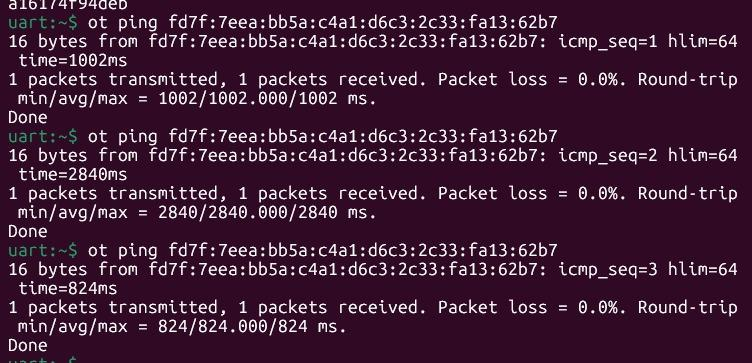 a16174f94deb
uart:~$ ot ping fd7f:7eea:bb5a:c4a1:d6c3:2c33:fa13:62b7
16 bytes from fd7f:7eea:bb5a:c4a1:d6c3:2c33:fa13:62b7: icmp_seq=1 hlim=64
 time=1002ms
1 packets transmitted, 1 packets received. Packet loss = 0.0%. Round-trip
 min/avg/max = 1002/1002.000/1002 ms.
Done
uart:~$ ot ping fd7f:7eea:bb5a:c4a1:d6c3:2c33:fa13:62b7
16 bytes from fd7f:7eea:bb5a:c4a1:d6c3:2c33:fa13:62b7: icmp_seq=2 hlim=64
 time=2840ms
1 packets transmitted, 1 packets received. Packet loss = 0.0%. Round-trip
 min/avg/max = 2840/2840.000/2840 ms.
Done
uart:~$ ot ping fd7f:7eea:bb5a:c4a1:d6c3:2c33:fa13:62b7
16 bytes from fd7f:7eea:bb5a:c4a1:d6c3:2c33:fa13:62b7: icmp_seq=3 hlim=64
 time=824ms
1 packets transmitted, 1 packets received. Packet loss = 0.0%. Round-trip
 min/avg/max = 824/824.000/824 ms.
Done